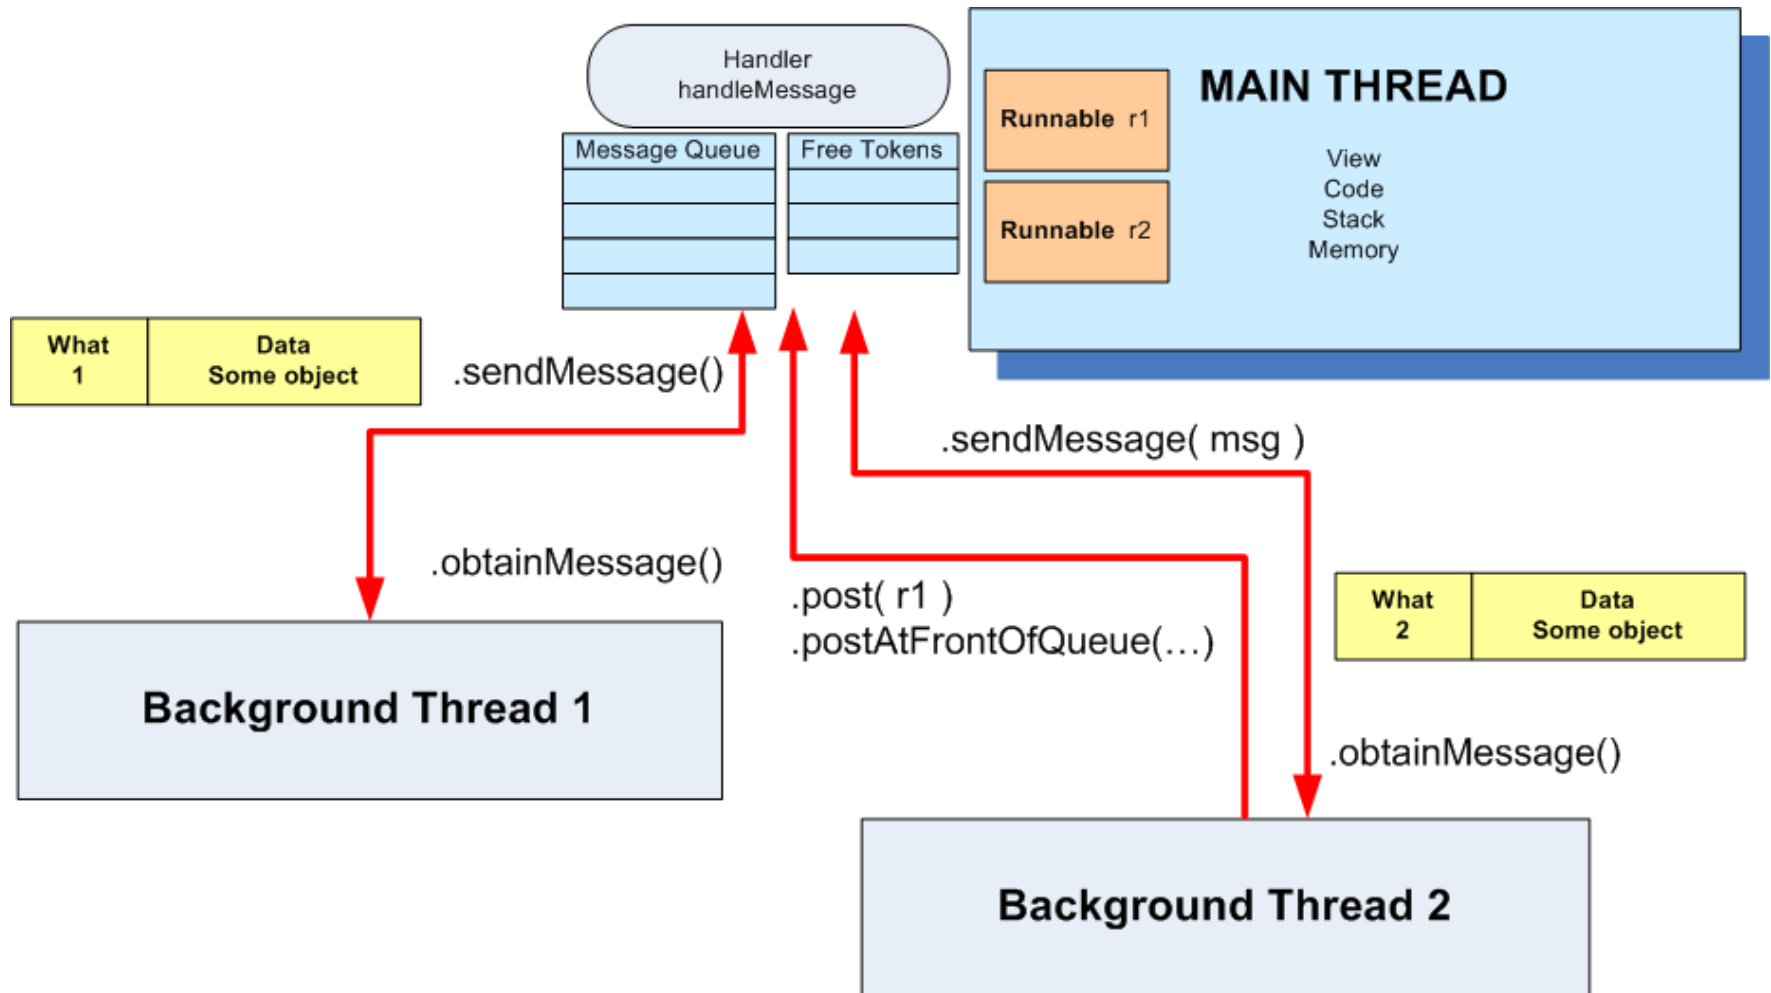 Handler
handleMessage
Message Queue
Free Tokens
Runnable r1
Runnable r2
MAIN THREAD
View
Code
Stack
Memory
What
1
Data
Some object
.sendMessage()
.obtainMessage()
.sendMessage( msg )
.post( r1 )
.postAtFrontOfQueue(…)
What
2
Data
Some object
.obtainMessage()
Background Thread 1
Background Thread 2